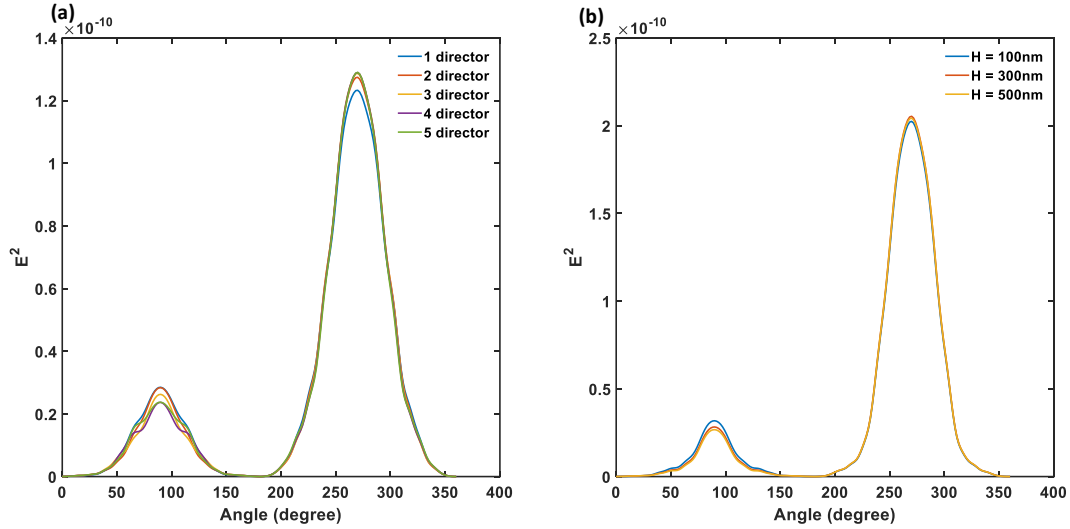 (a)
×10-10
1.4
1.2
1
0.8
0.6
0.4
0.2
0
E2
0 50 100 150 200 250 300 350 400
Angle (degree)
1 director
2 director
3 director
4 director
5 director
(b)
×10-10
2.5
2
1.5
1
0.5
0
E2
0 50 100 150 200 250 300 350 400
Angle (degree)
H = 100nm
H = 300nm
H = 500nm